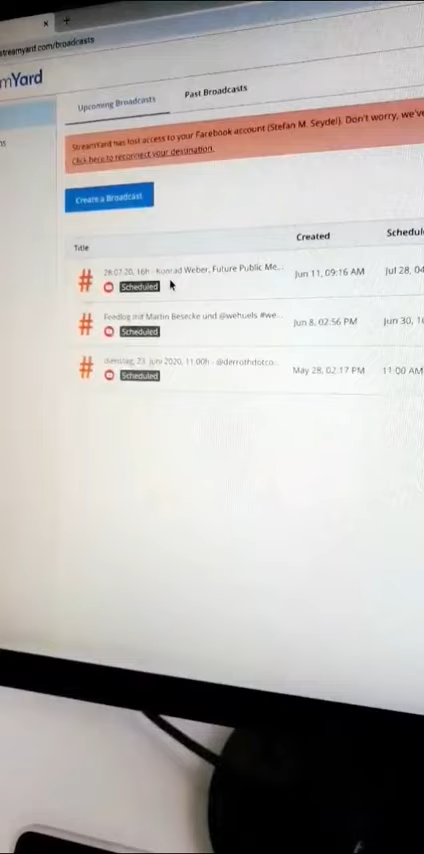 streamyard.com/broadcasts
mYard
Upcoming Broadcasts
Past Broadcasts
StreamYard has lost access to your Facebook account (Stefan M. Seydel). Don't worry, we've
Click here to reconnect your destination.
Create a Broadcast
Title
Created
Schedul
28.07.20, 16h - Konrad Weber, Future Public Me...
Scheduled
Jun 11, 09:16 AM
Jul 28, 04
Feedlog mit Martin Besecke und @wehuels #we...
Scheduled
Jun 8, 02:56 PM
Jun 30, 1
dienstag, 23. juni 2020, 11.00h - @derrothdotco...
Scheduled
May 28, 02:17 PM
11:00 AM